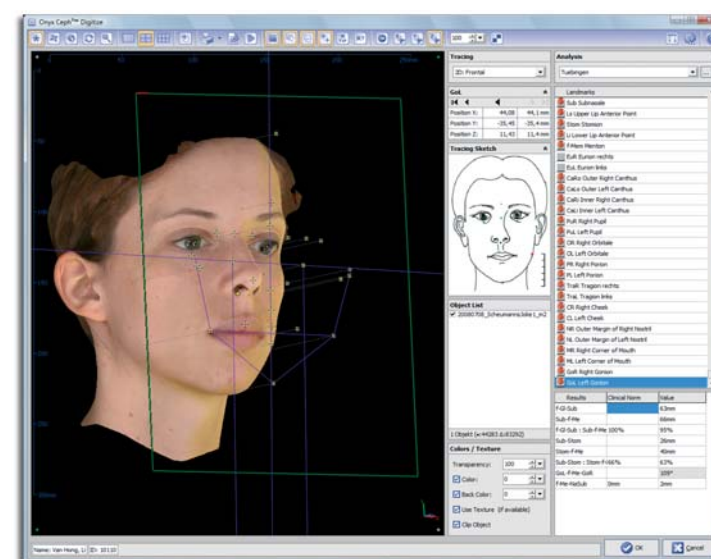 Onyx Ceph™ Digitize
100
Tracing
2D: Frontal
GoL
Position X: 44,08 44,1 mm
Position Y: -35,45 -35,4 mm
Position Z: 11,43 11,4 mm
Tracing Sketch
Object List
Colors / Texture
Transparency: 100
Color: 0
Back Color: 0
Use Texture (if available)
Clip Object
Analysis
Tuebingen
Landmarks
Sub Subnasale
Ls Upper Lip Anterior Point
Stom Stomion
Li Lower Lip Anterior Point
f-Mem Menton
EuR Eurion rechts
EuL Eurion links
CaRo Outer Right Canthus
CaLo Outer Left Canthus
CaRi Inner Right Canthus
CaLi Inner Left Canthus
PuR Right Pupil
PuL Left Pupil
OR Right Orbitale
OL Left Orbitale
PR Right Porion
PL Left Porion
TraR Tragion rechts
TraL Tragion links
CR Right Cheek
CL Left Cheek
NR Outer Margin of Right Nostril
NL Outer Margin of Left Nostril
MR Right Corner of Mouth
ML Left Corner of Mouth
GoR Right Gonion
GoL Left Gonion
Results Clinical Norm Value
f-Gl-Sub 63mm
Sub-f-Me 66mm
f-Gl-Sub : Sub-f-Me 100% 95%
Sub-Stom 26mm
Stom-f-Me 40mm
Sub-Stom : Stom-f- 66% 63%
GoL-f-Me-GoR 109°
f-Me-NaSub 0mm 2mm
OK
Cancel